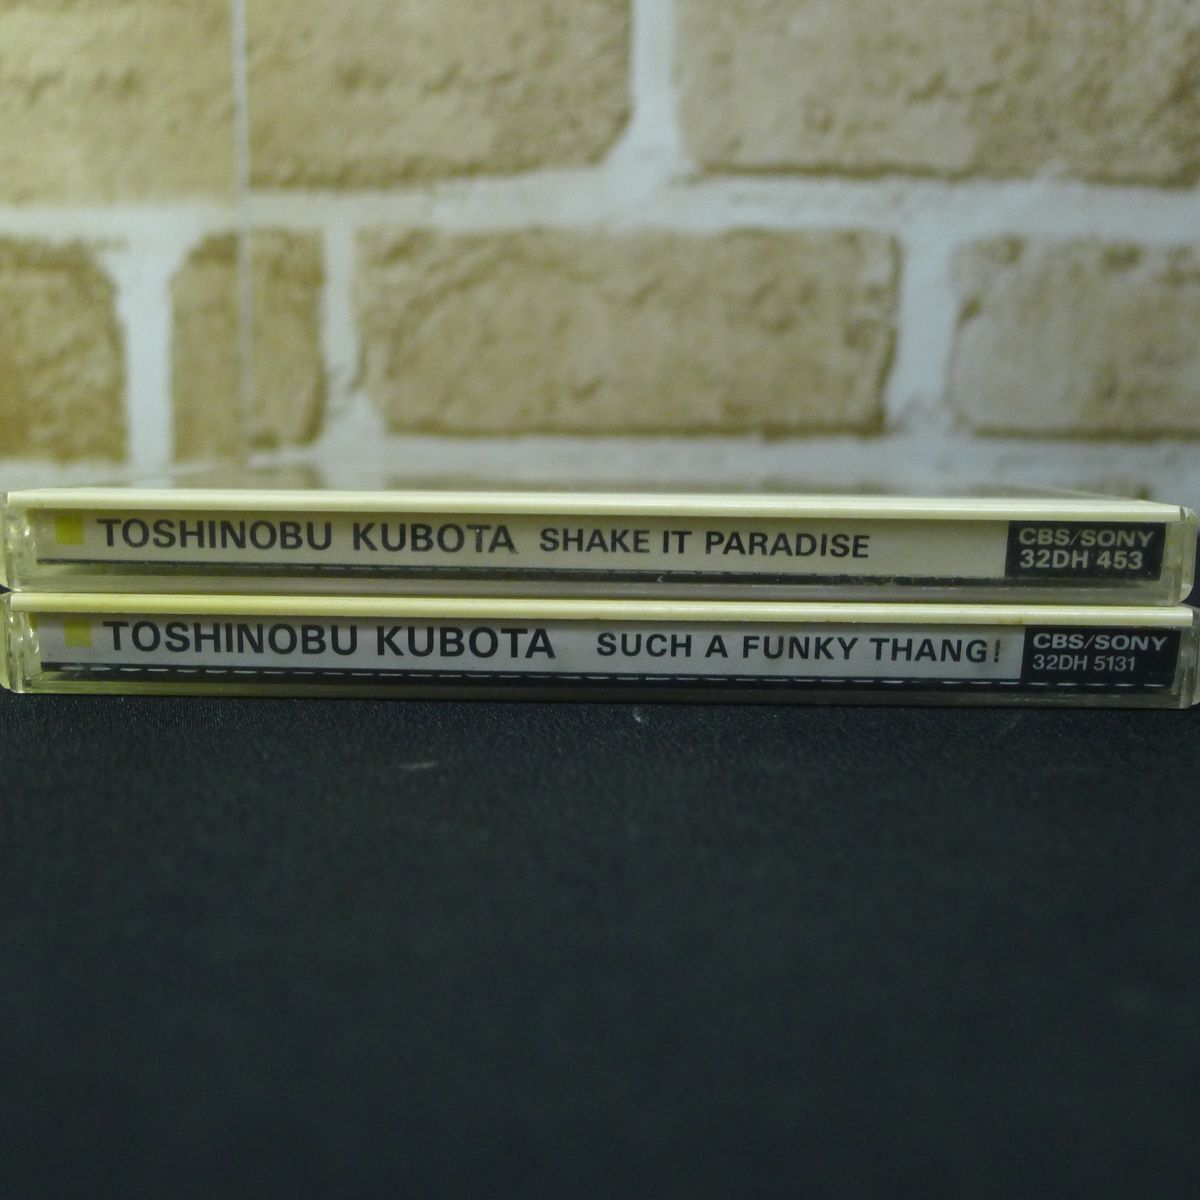 TOSHINOBU KUBOTA SHAKE IT PARADISE
CBS/SONY
32DH 453
TOSHINOBU KUBOTA SUCH A FUNKY THANG!
CBS/SONY
32DH 5131